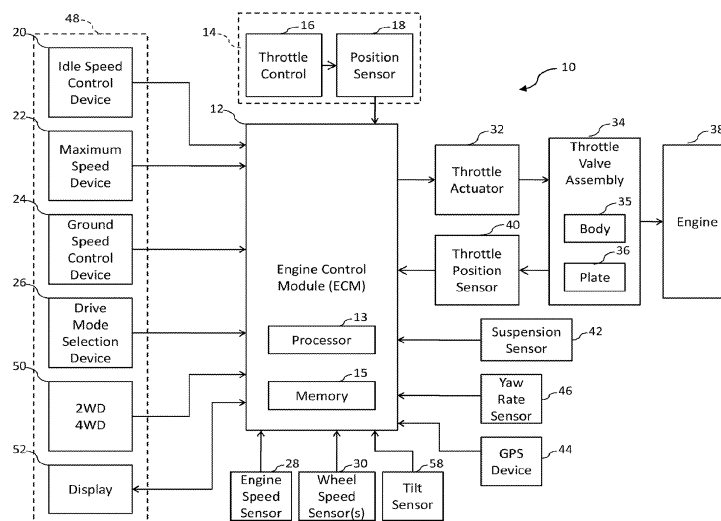 20
48
Idle Speed
Control
Device
22
Maximum
Speed
Device
24
Ground
Speed
Control
Device
26
Drive
Mode
Selection
Device
50
2WD
4WD
52
Display
14
16
Throttle
Control
18
Position
Sensor
10
12
Engine Control
Module (ECM)
13
Processor
15
Memory
32
Throttle
Actuator
34
Throttle
Valve
Assembly
35
Body
36
Plate
38
Engine
40
Throttle
Position
Sensor
Suspension
Sensor
42
Yaw
Rate
Sensor
46
GPS
Device
44
Engine
Speed
Sensor
28
Wheel
Speed
Sensor(s)
30
Tilt
Sensor
58